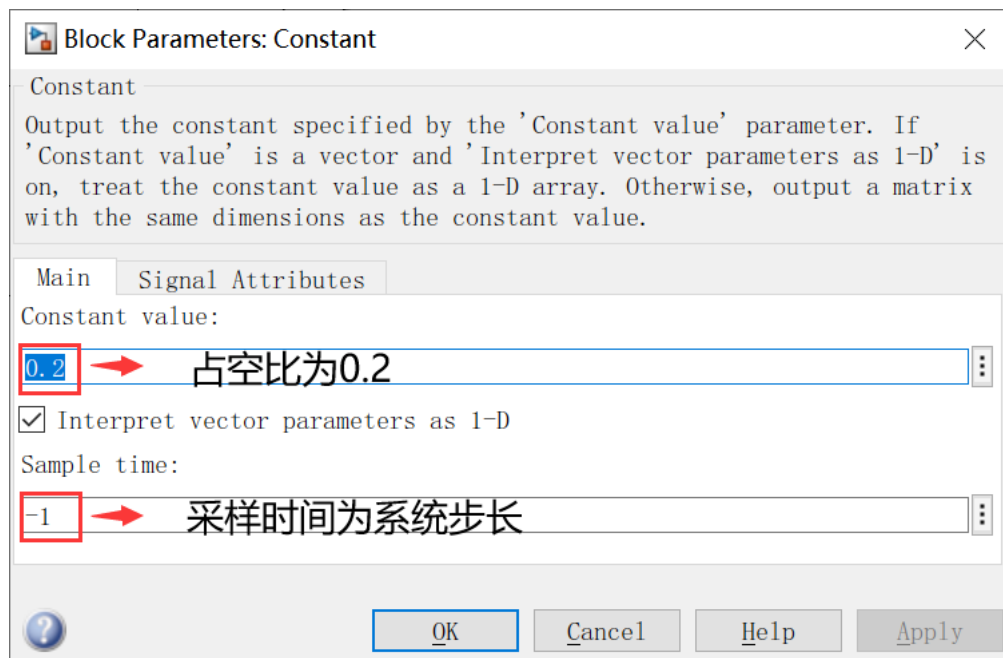 Block Parameters: Constant
Constant
Output the constant specified by the 'Constant value' parameter. If
'Constant value' is a vector and 'Interpret vector parameters as 1-D' is
on, treat the constant value as a 1-D array. Otherwise, output a matrix
with the same dimensions as the constant value.
Main Signal Attributes
Constant value:
0.2 占空比为0.2
Interpret vector parameters as 1-D
Sample time:
-1 采样时间为系统步长
? OK Cancel Help Apply